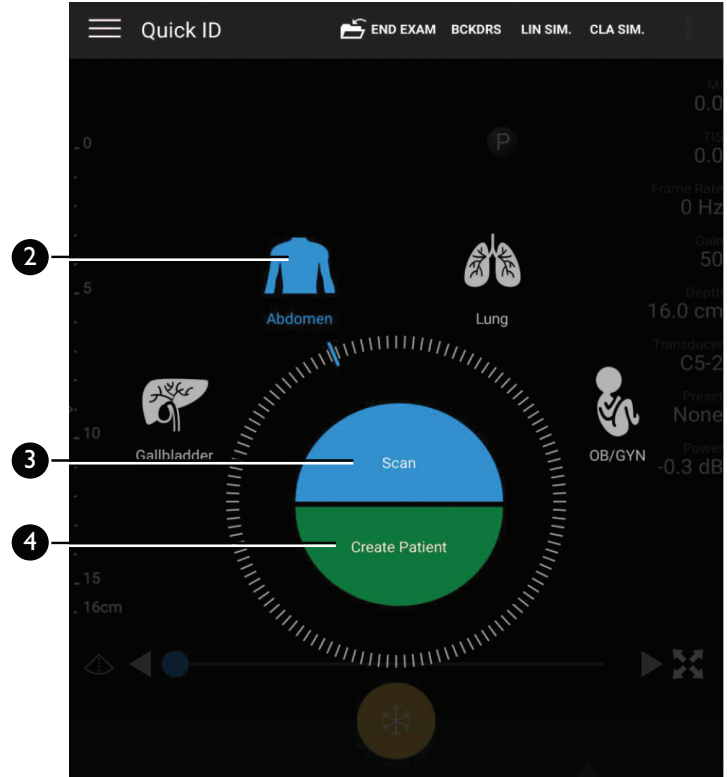 Quick ID END EXAM BCKDRS LIN SIM. CLA SIM.
MI
0.0
0
P
TIS
0.0
Frame Rate
0 Hz
2
Gain
50
5
Abdomen
Lung
Depth
16.0 cm
Transducer
C5-2
Preset
None
10
Gallbladder
OB/GYN
Power
-0.3 dB
3
Scan
4
Create Patient
15
16cm